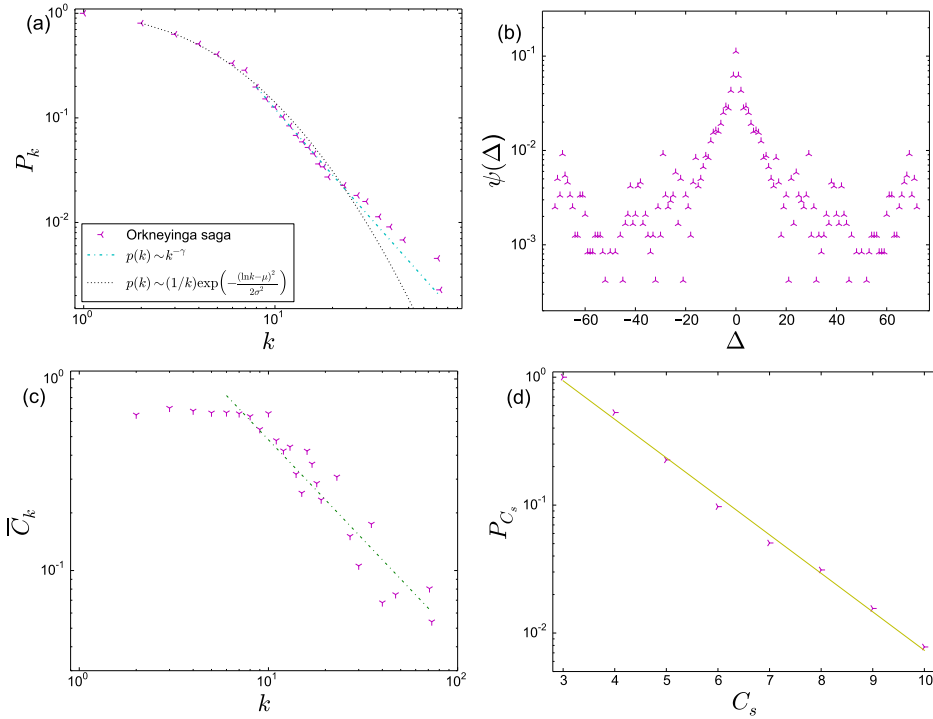 (a)
10^0
10^{-1}
10^{-2}
P_k
Orkneyinga saga
p(k) ∼ k^{-γ}
p(k) ∼ (1/k)exp(−(lnk−μ)^2/2σ^2)
10^0 10^1
k
(b)
10^{-1}
10^{-2}
10^{-3}
ψ(Δ)
−60 −40 −20 0 20 40 60
Δ
(c)
10^0
10^{-1}
C̅_k
10^0 10^1 10^2
k
(d)
10^0
10^{-1}
10^{-2}
P_{C_s}
3 4 5 6 7 8 9 10
C_s